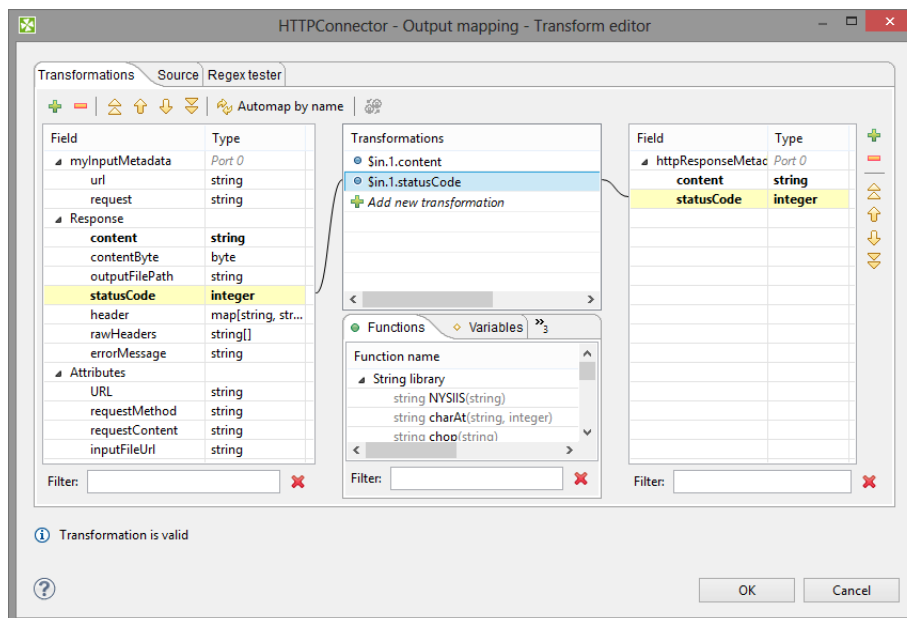 HTTPConnector - Output mapping - Transform editor
Transformations Source Regex tester
Automap by name
Field Type
myInputMetadata Port 0
url string
request string
Response
content string
contentByte byte
outputFilePath string
statusCode integer
header map[string, str...
rawHeaders string[]
errorMessage string
Attributes
URL string
requestMethod string
requestContent string
inputFileUrl string
Filter:
Transformations
$in.1.content
$in.1.statusCode
Add new transformation
Functions Variables »3
Function name
String library
string NYSIIS(string)
string charAt(string, integer)
string chop(string)
Filter:
Field Type
httpResponseMetad Port 0
content string
statusCode integer
Filter:
Transformation is valid
OK Cancel